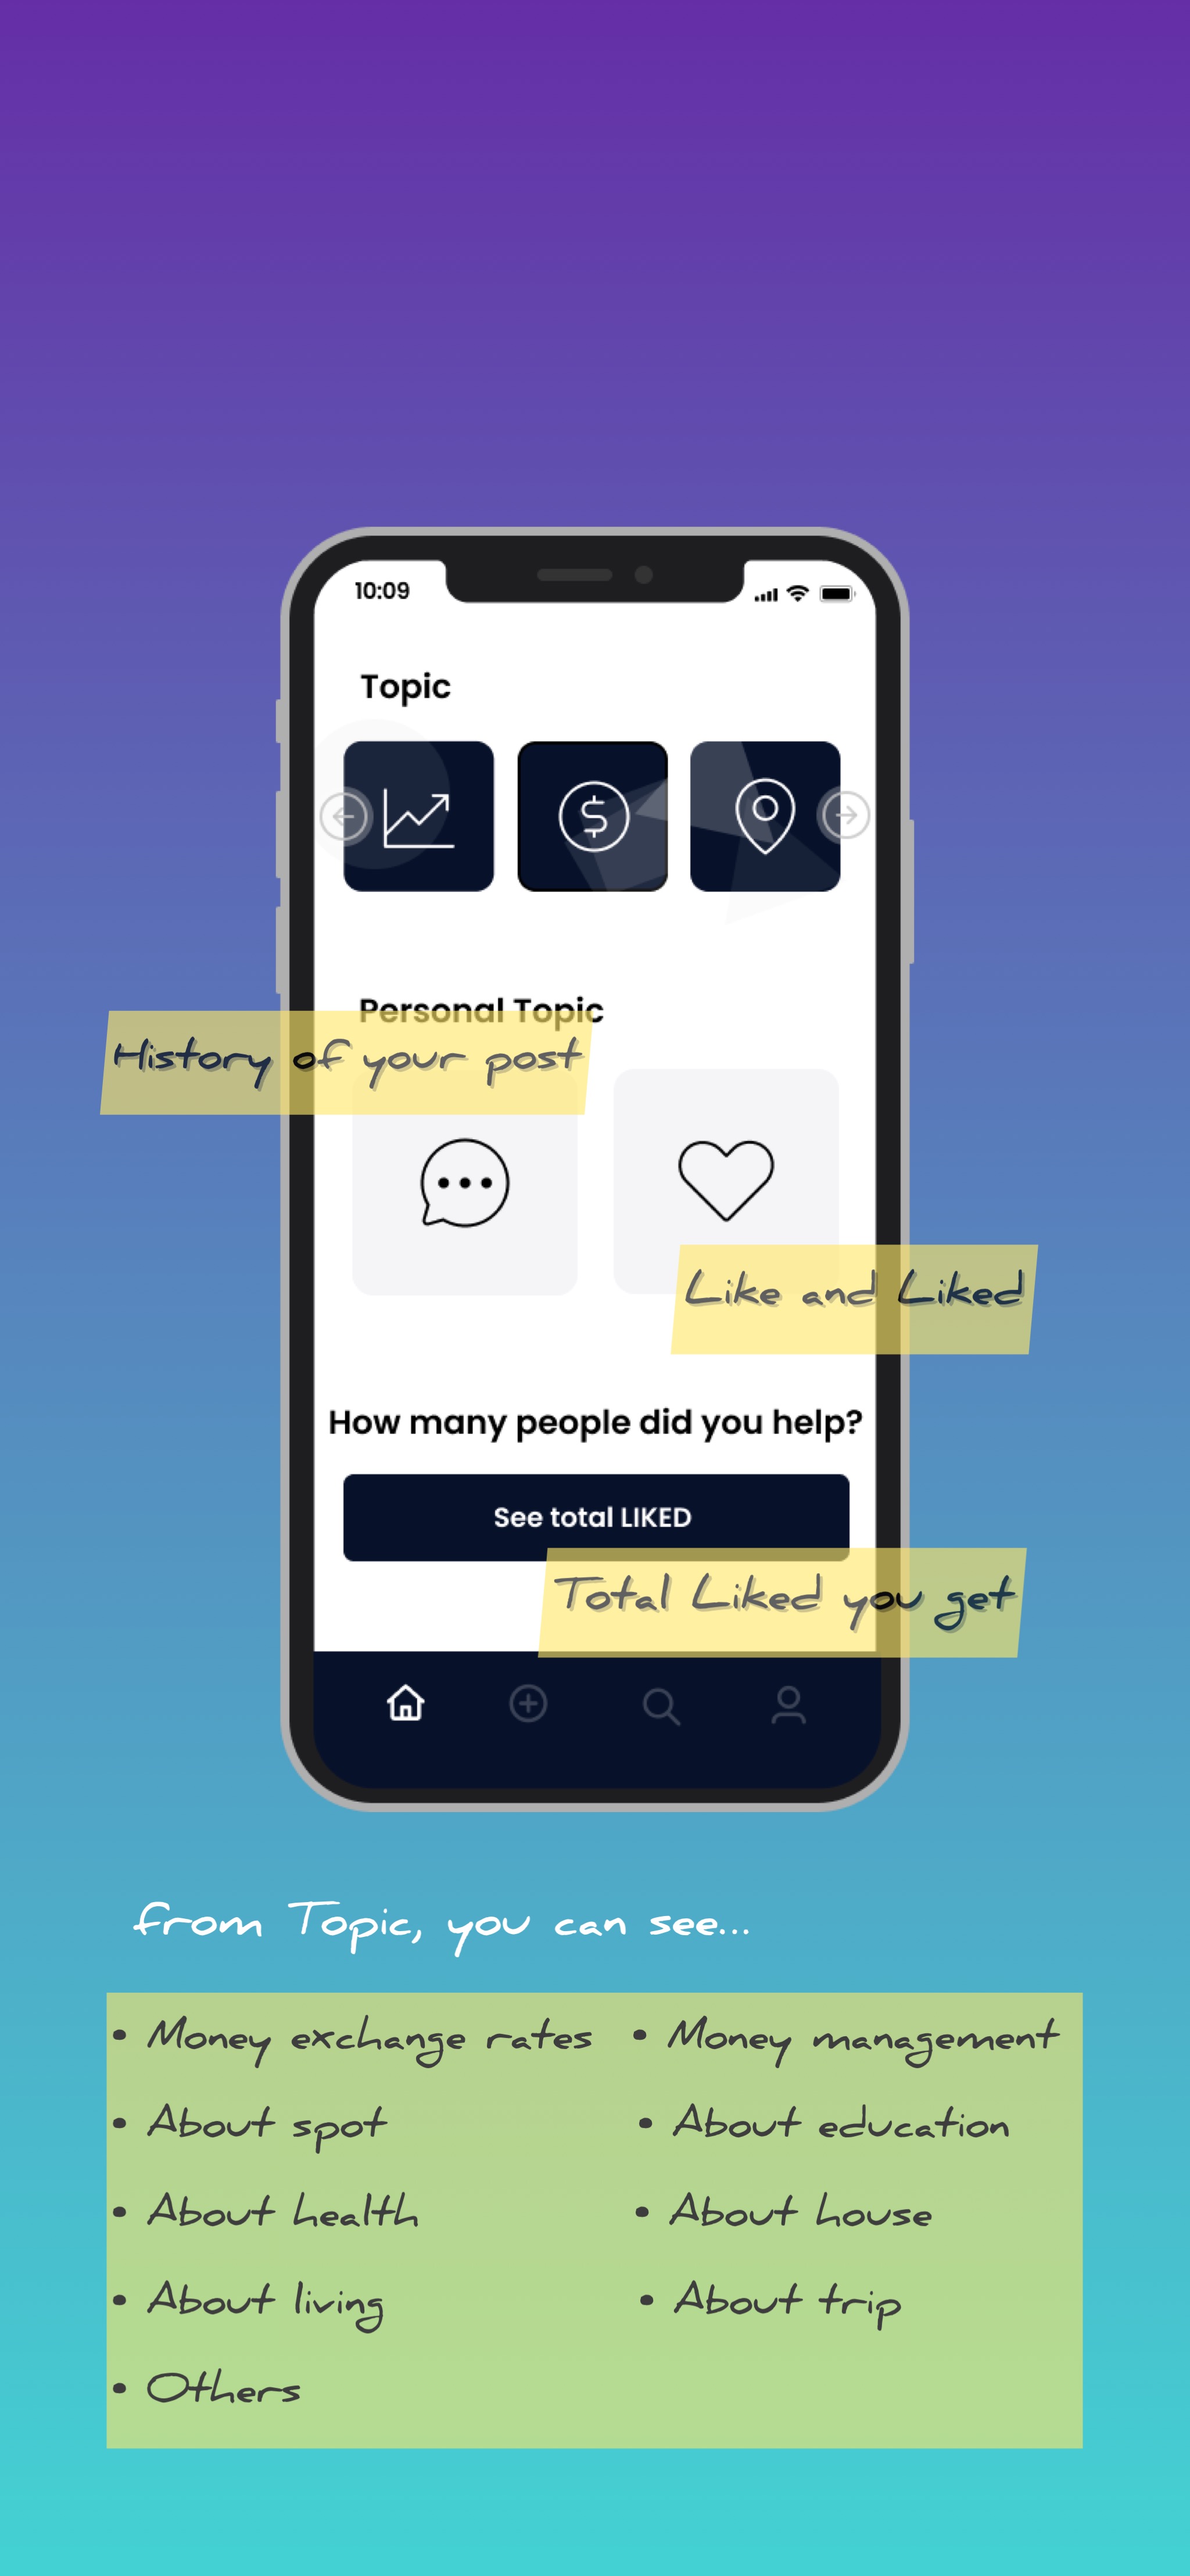 10:09
Topic
Personal Topic
History of your post
Like and Liked
How many people did you help?
See total LIKED
Total Liked you get
from Topic, you can see...
• Money exchange rates
• Money management
• About spot
• About education
• About health
• About house
• About living
• About trip
• Others